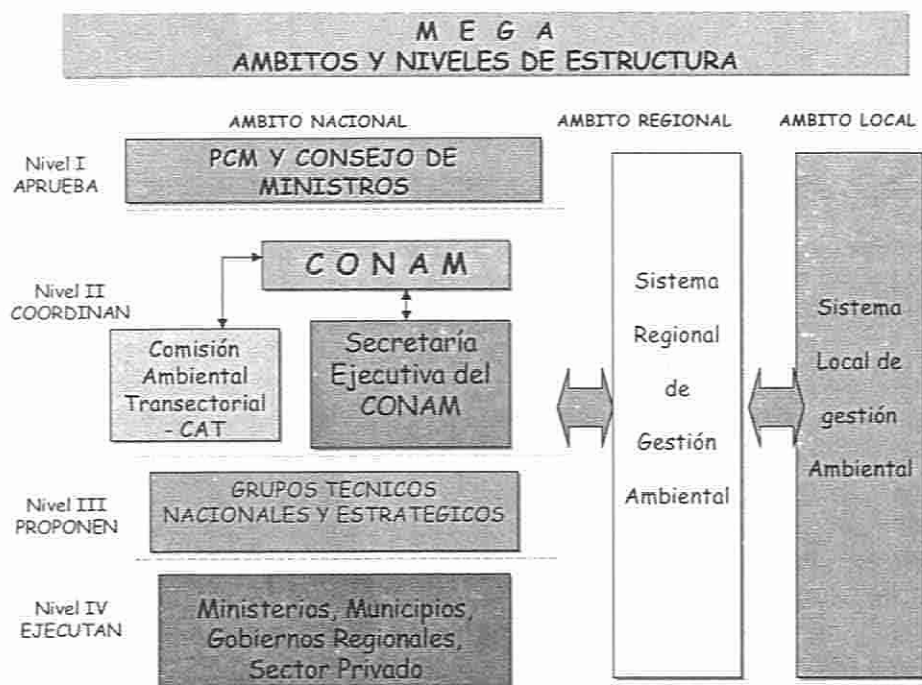 M E G A
AMBITOS Y NIVELES DE ESTRUCTURA
AMBITO NACIONAL
AMBITO REGIONAL
AMBITO LOCAL
Nivel I
APRUEBA
PCM Y CONSEJO DE
MINISTROS
Nivel II
COORDINAN
C O N A M
Comisión
Ambiental
Transectorial
- CAT
Secretaría
Ejecutiva del
CONAM
Nivel III
PROPONEN
GRUPOS TECNICOS
NACIONALES Y ESTRATEGICOS
Nivel IV
EJECUTAN
Ministerios, Municipios,
Gobiernos Regionales,
Sector Privado
Sistema
Regional
de
Gestión
Ambiental
Sistema
Local de
gestión
Ambiental